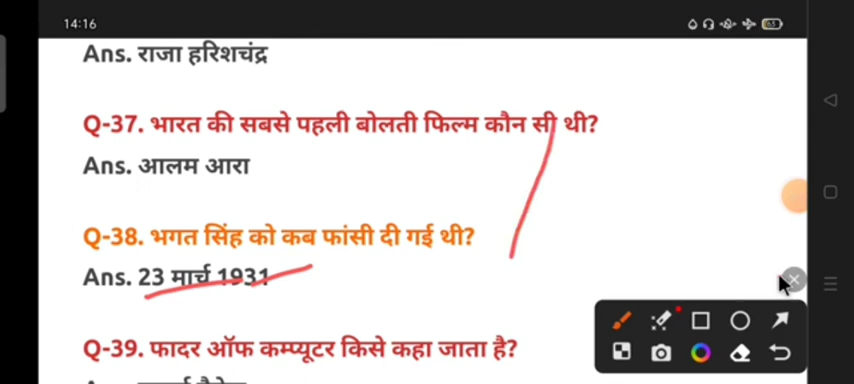 14:16
Ans. राजा हरिशचंद्र
Q-37. भारत की सबसे पहली बोलती फिल्म कौन सी थी?
Ans. आलम आरा
Q-38. भगत सिंह को कब फांसी दी गई थी?
Ans. 23 मार्च 1931
Q-39. फादर ऑफ कम्प्यूटर किसे कहा जाता है?